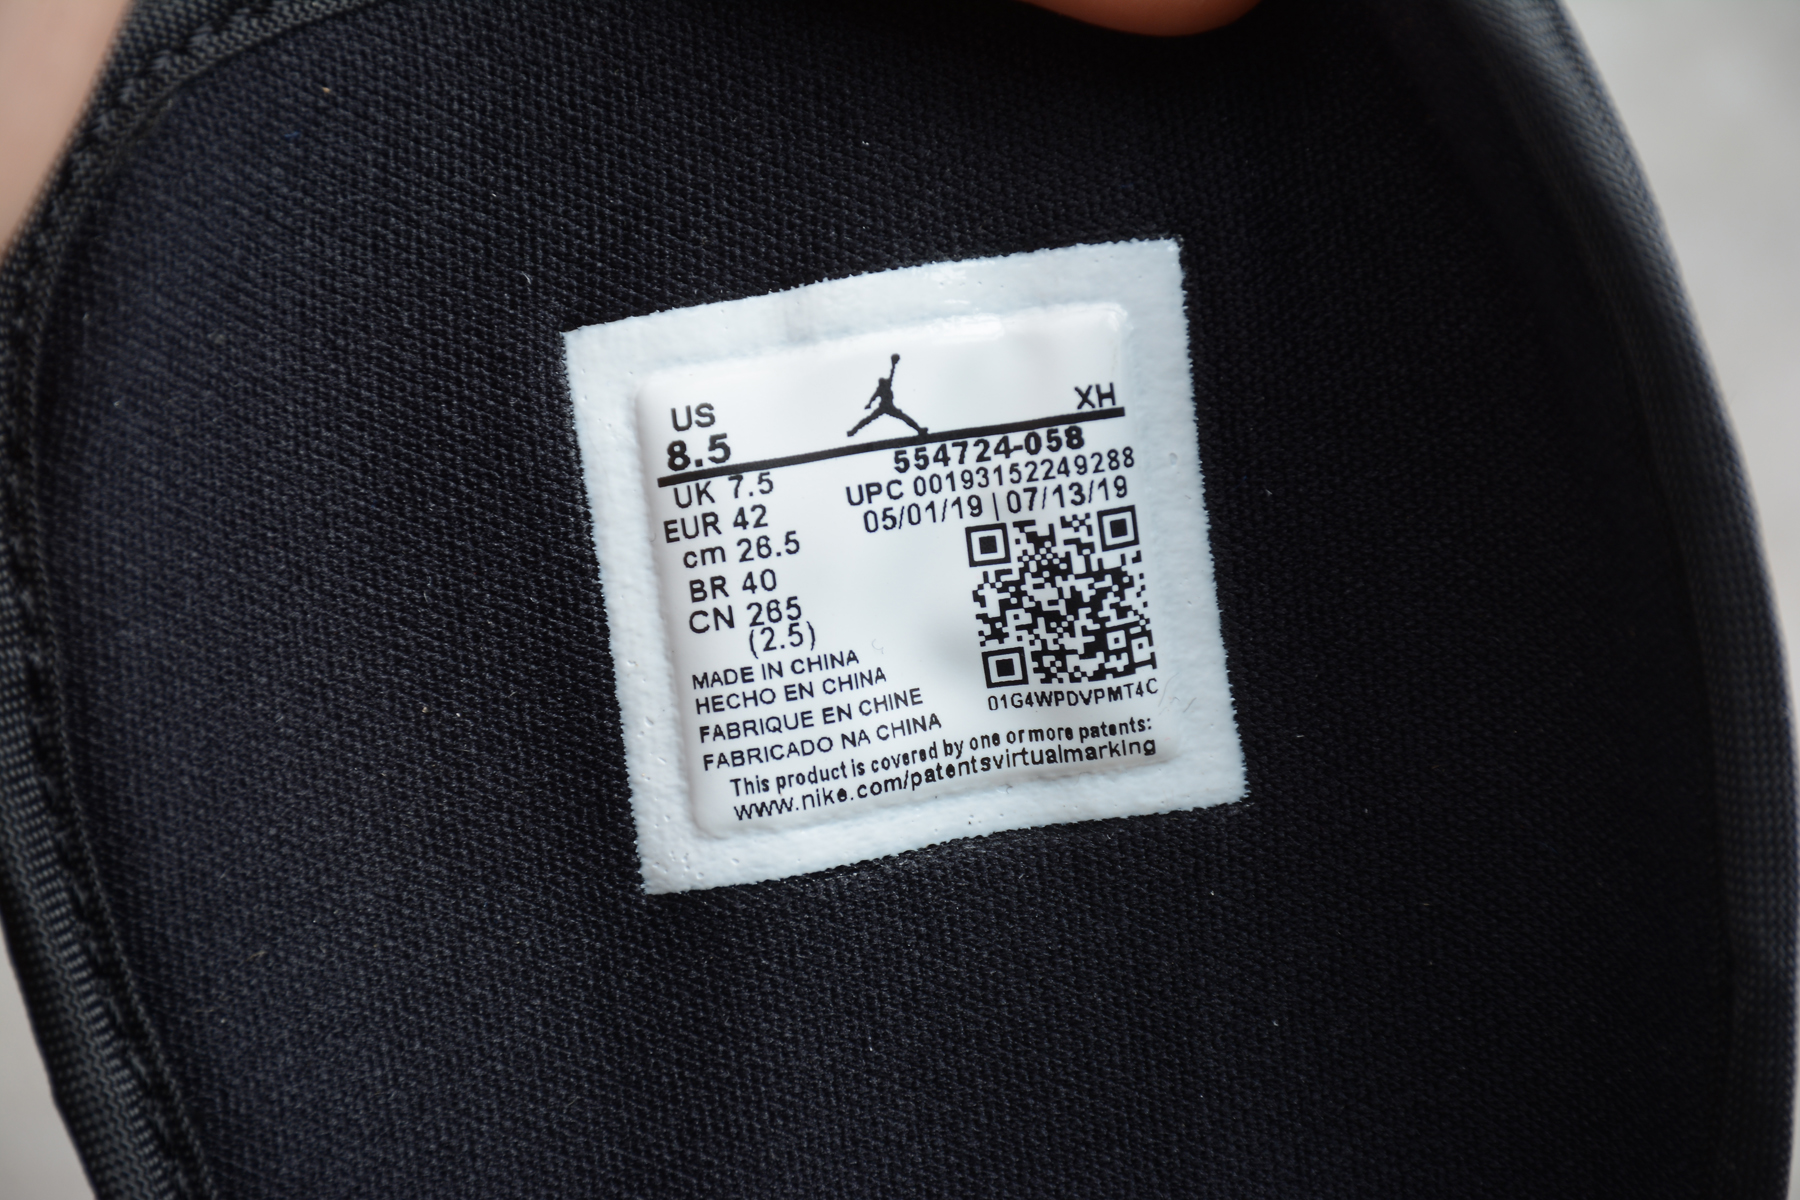 US
8.5
XH
554724-058
UPC 00193152249288
05/01/19 | 07/13/19
UK 7.5
EUR 42
cm 26.5
BR 40
CN 265
(2.5)
01G4WPDVPMT4C
MADE IN CHINA
HECHO EN CHINA
FABRIQUE EN CHINE
FABRICADO NA CHINA
This product is covered by one or more patents:
www.nike.com/patentsvirtualmarking